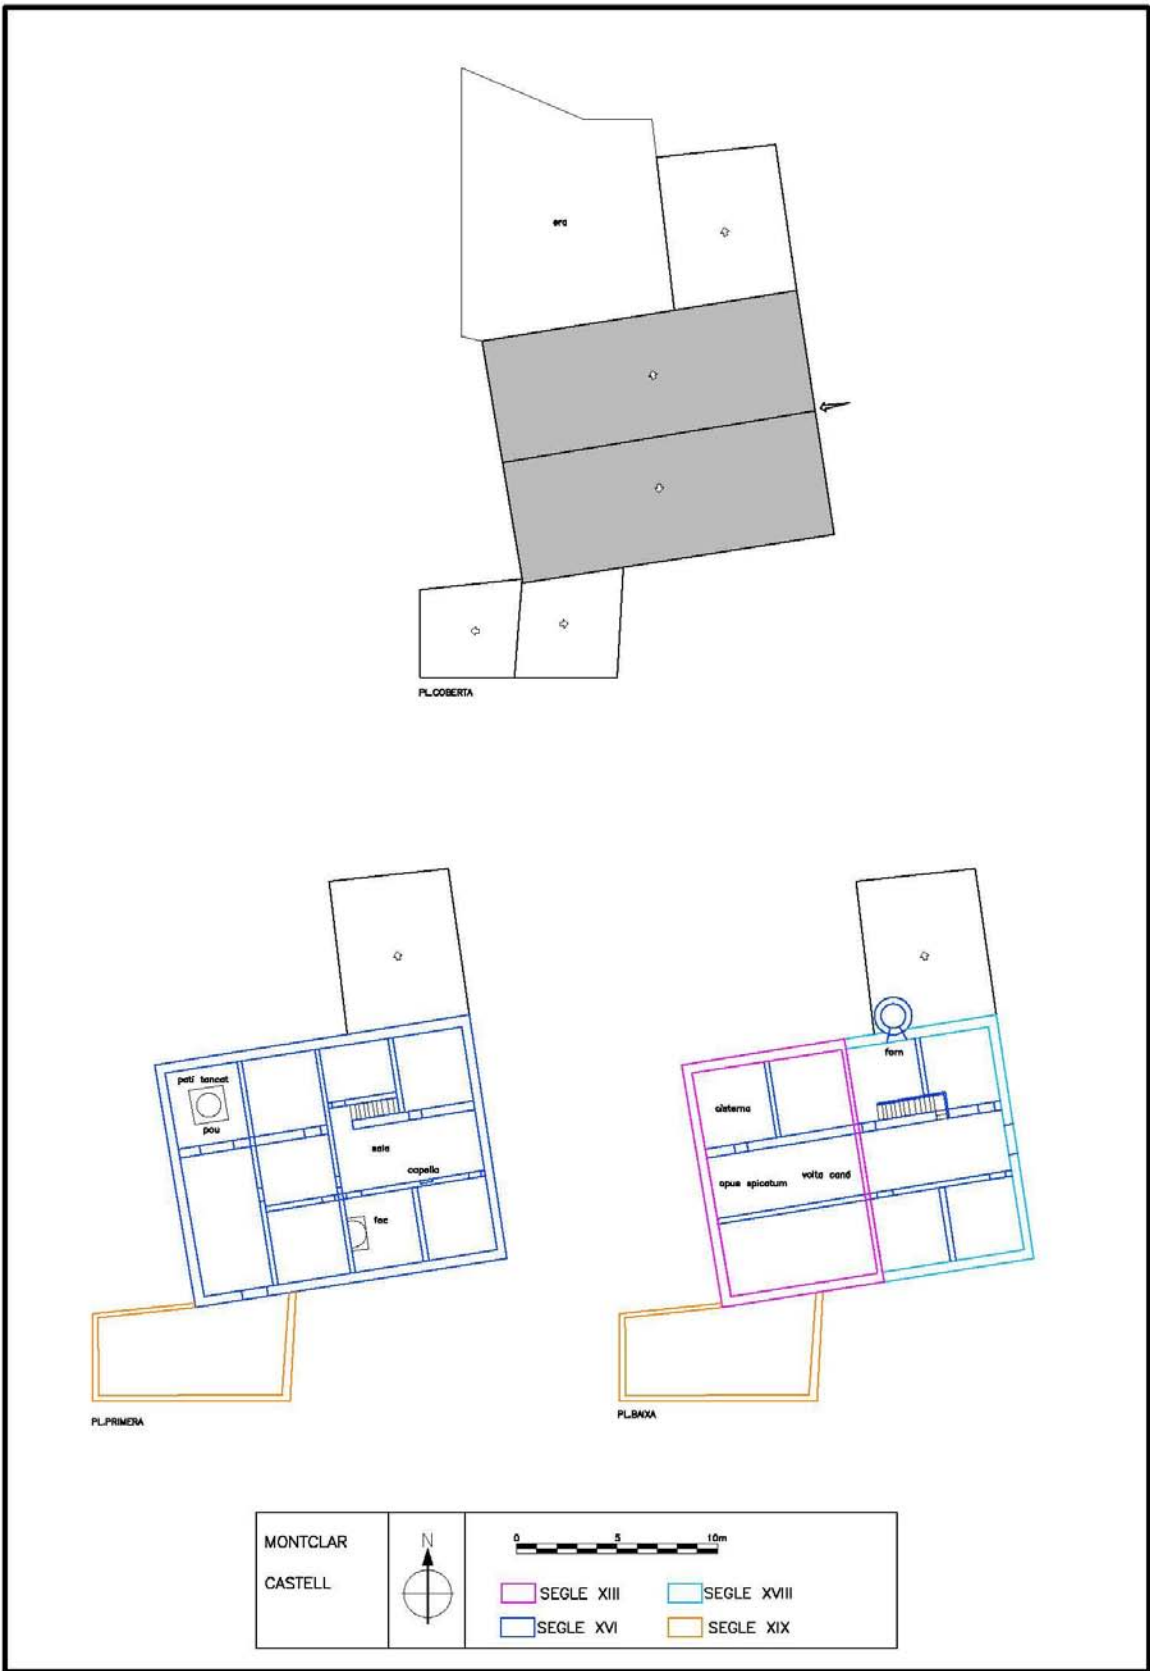 era
PL.COBERTA
pati tancat
pou
sala
capella
foc
PL.PRIMERA
forn
cisterna
opus spicatum
volta canó
PL.BAIXA
MONTCLAR
CASTELL
N
0 5 10m
SEGLE XIII
SEGLE XVIII
SEGLE XVI
SEGLE XIX